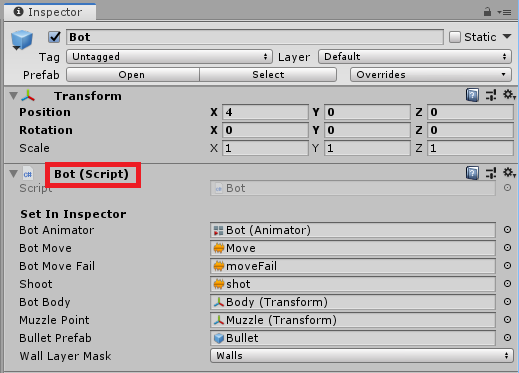 Inspector
Bot Static
Tag Untagged Layer Default
Prefab Open Select Overrides
Transform
Position X 4 Y 0 Z 0
Rotation X 0 Y 0 Z 0
Scale X 1 Y 1 Z 1
Bot (Script)
Script Bot
Set In Inspector
Bot Animator Bot (Animator)
Bot Move Move
Bot Move Fail moveFail
Shoot shot
Bot Body Body (Transform)
Muzzle Point Muzzle (Transform)
Bullet Prefab Bullet
Wall Layer Mask Walls